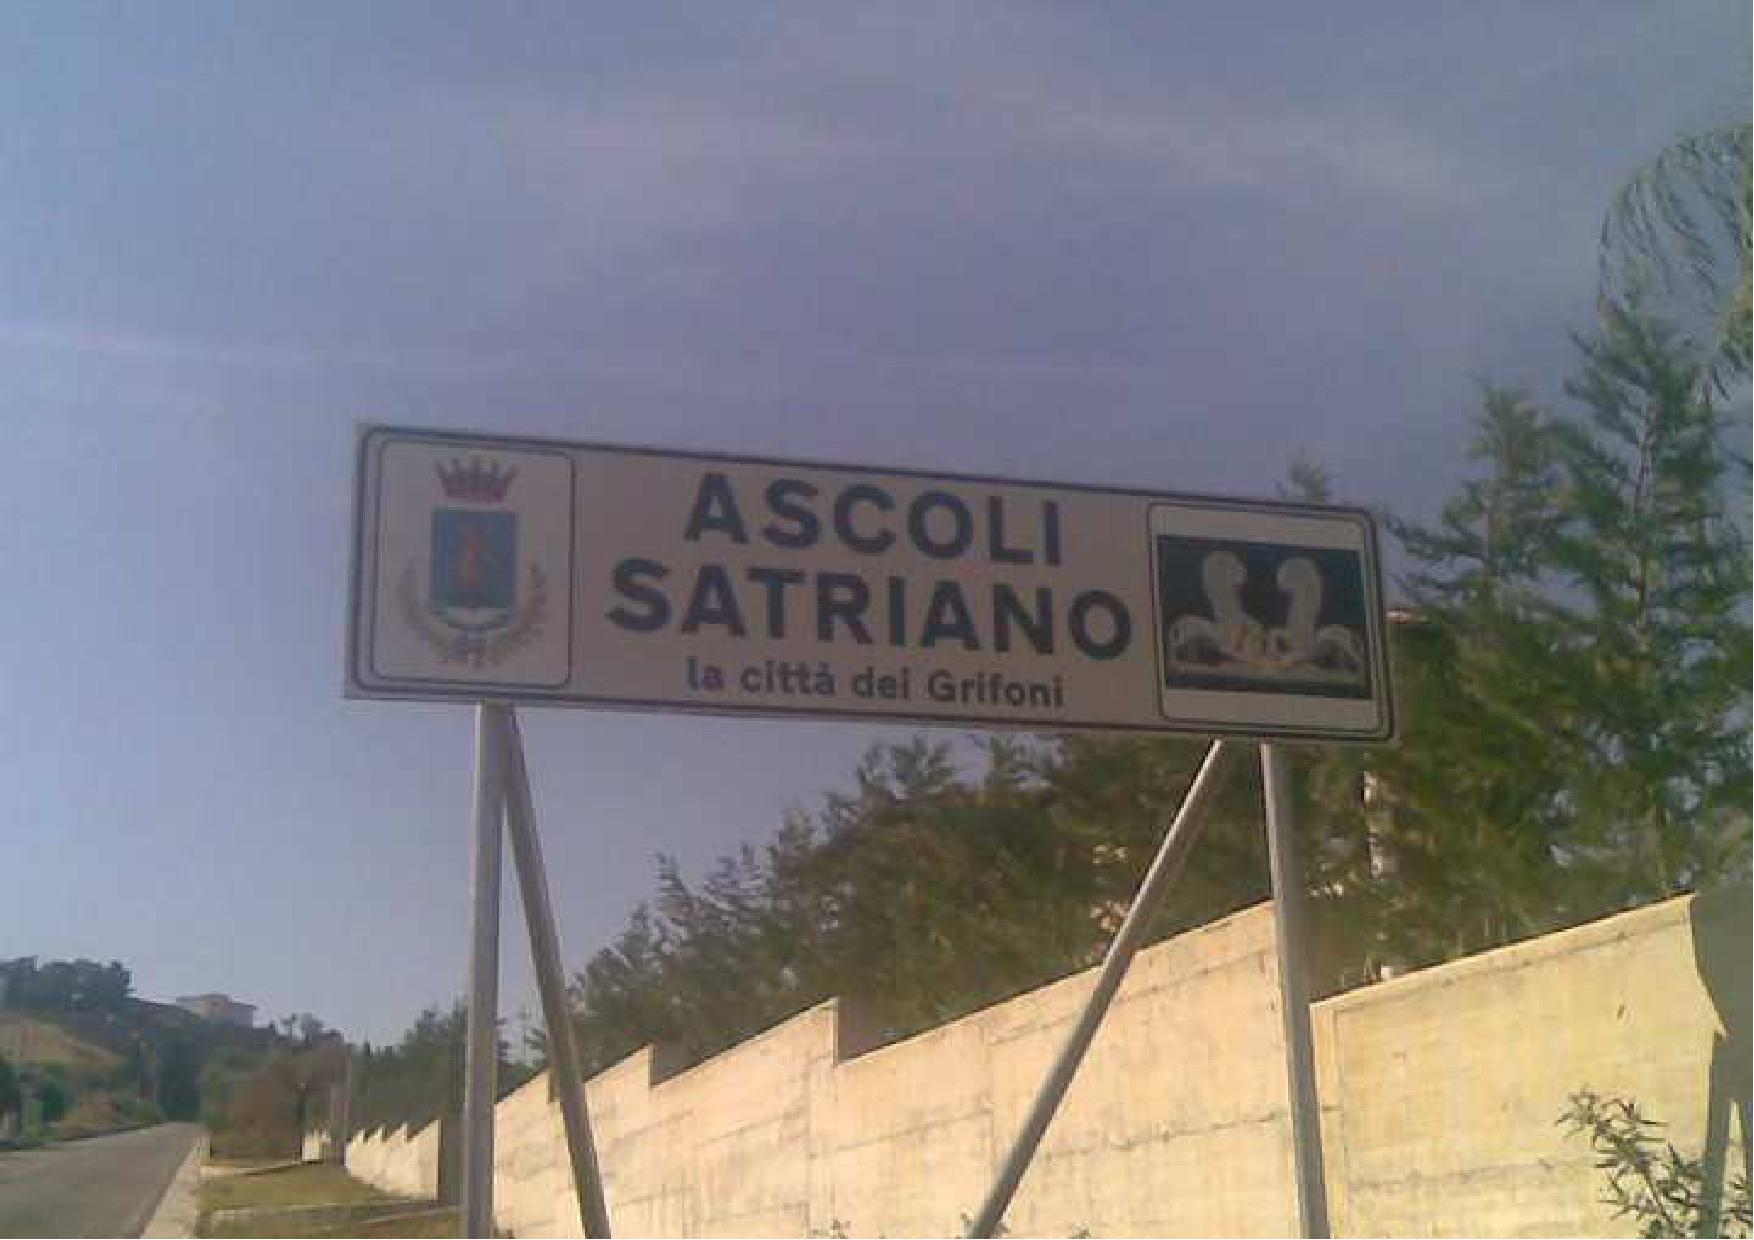 ASCOLI
SATRIANO
la città dei Grifoni